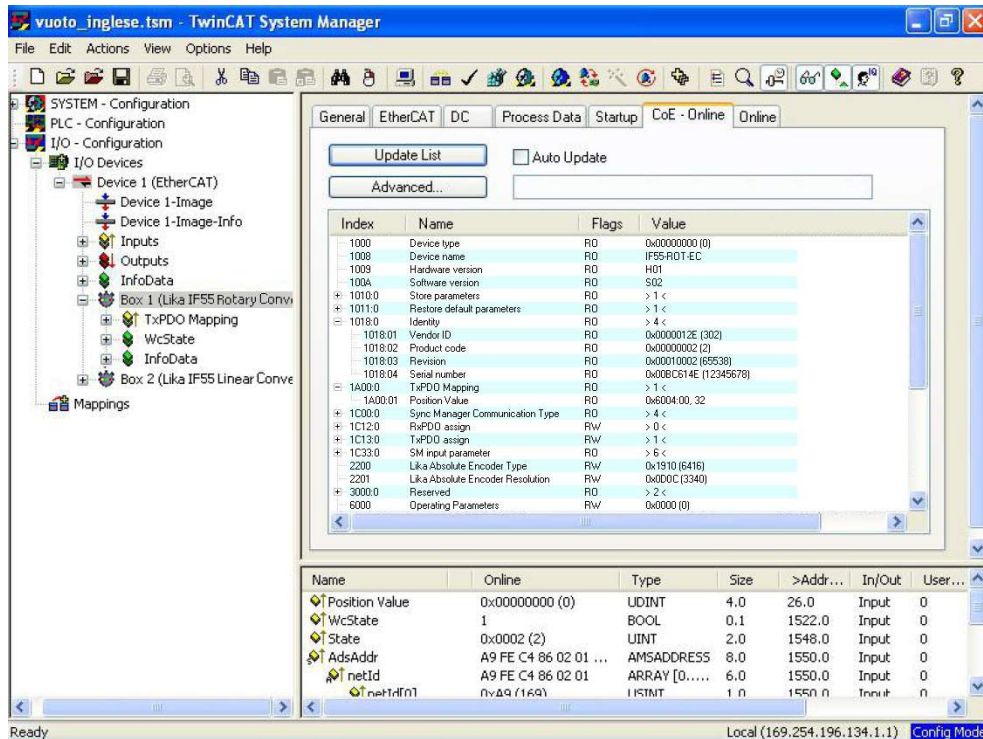 vuoto_inglese.tsm - TwinCAT System Manager
File Edit Actions View Options Help
SYSTEM - Configuration
PLC - Configuration
I/O - Configuration
I/O Devices
Device 1 (EtherCAT)
Device 1-Image
Device 1-Image-Info
Inputs
Outputs
InfoData
Box 1 (Lika IF55 Rotary Conve
TxPDO Mapping
WcState
InfoData
Box 2 (Lika IF55 Linear Conve
Mappings
General EtherCAT DC Process Data Startup CoE - Online Online
Update List Auto Update
Advanced...
Index Name Flags Value
1000 Device type RO 0x00000000 (0)
1008 Device name RO IF55-ROT-EC
1009 Hardware version RO H01
100A Software version RO S02
1010:0 Store parameters RO > 1 <
1011:0 Restore default parameters RO > 1 <
1018:0 Identity RO > 4 <
1018:01 Vendor ID RO 0x0000012E (302)
1018:02 Product code RO 0x00000002 (2)
1018:03 Revision RO 0x00010002 (65538)
1018:04 Serial number RO 0x00BC614E (12345678)
1A00:0 TxPDO Mapping RO > 1 <
1A00:01 Position Value RO 0x6004:00, 32
1C00:0 Sync Manager Communication Type RO > 4 <
1C12:0 RxPDO assign RW > 0 <
1C13:0 TxPDO assign RW > 1 <
1C33:0 SM input parameter RO > 6 <
2200 Lika Absolute Encoder Type RW 0x1910 (6416)
2201 Lika Absolute Encoder Resolution RW 0x0D0C (3340)
3000:0 Reserved RO > 2 <
6000 Operating Parameters RW 0x0000 (0)
Name Online Type Size >Addr... In/Out User...
Position Value 0x00000000 (0) UDINT 4.0 26.0 Input 0
WcState 1 BOOL 0.1 1522.0 Input 0
State 0x0002 (2) UINT 2.0 1548.0 Input 0
AdsAddr A9 FE C4 86 02 01 ... AMSADDRESS 8.0 1550.0 Input 0
netId A9 FE C4 86 02 01 ARRAY [0..... 6.0 1550.0 Input 0
netId[0] 0xA9 (169) USINT 1.0 1550.0 Input 0
Ready Local (169.254.196.134.1.1) Config Mode